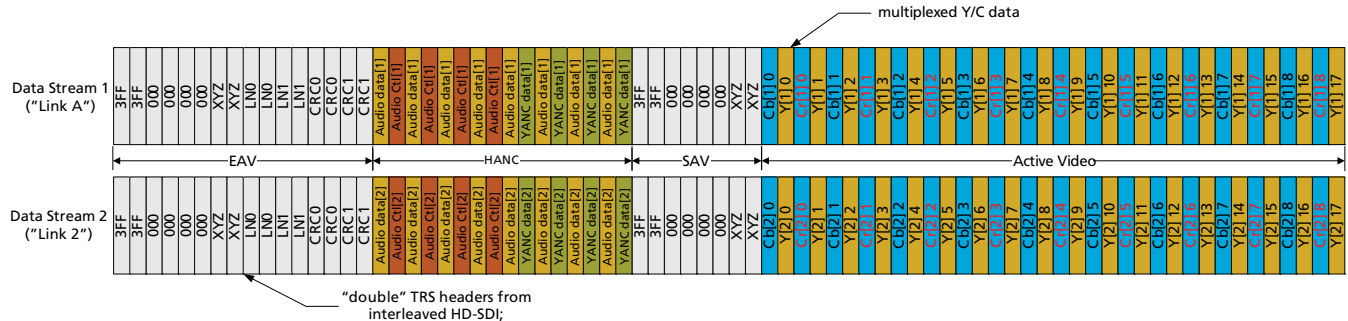 multiplexed Y/C data
Data Stream 1
("Link A")
3FF
3FF
000
000
000
000
XYZ
XYZ
LN0
LN0
LN1
LN1
CRC0
CRC0
CRC1
CRC1
Audio data[1]
Audio Ctl[1]
Audio data[1]
Audio Ctl[1]
Audio data[1]
Audio Ctl[1]
Audio data[1]
Audio Ctl[1]
Audio data[1]
YANC data[1]
Audio data[1]
YANC data[1]
Audio data[1]
YANC data[1]
Audio data[1]
YANC data[1]
3FF
3FF
000
000
000
000
XYZ
XYZ
Cb[1] 0
Y[1] 0
Cr[1] 0
Y[1] 1
Cb[1] 1
Y[1] 2
Cr[1] 1
Y[1] 3
Cb[1] 2
Y[1] 4
Cr[1] 2
Y[1] 5
Cb[1] 3
Y[1] 6
Cr[1] 3
Y[1] 7
Cb[1] 4
Y[1] 8
Cr[1] 4
Y[1] 9
Cb[1] 5
Y[1] 10
Cr[1] 5
Y[1] 11
Cb[1] 6
Y[1] 12
Cr[1] 6
Y[1] 13
Cb[1] 7
Y[1] 14
Cr[1] 7
Y[1] 15
Cb[1] 8
Y[1] 16
Cr[1] 8
Y[1] 17
EAV
HANC
SAV
Active Video
Data Stream 2
("Link 2")
3FF
3FF
000
000
000
000
XYZ
XYZ
LN0
LN0
LN1
LN1
CRC0
CRC0
CRC1
CRC1
Audio data[2]
Audio Ctl[2]
Audio data[2]
Audio Ctl[2]
Audio data[2]
Audio Ctl[2]
Audio data[2]
Audio Ctl[2]
Audio data[2]
YANC data[2]
Audio data[2]
YANC data[2]
Audio data[2]
YANC data[2]
Audio data[2]
YANC data[2]
3FF
3FF
000
000
000
000
XYZ
XYZ
Cb[2] 0
Y[2] 0
Cr[2] 0
Y[2] 1
Cb[2] 1
Y[2] 2
Cr[2] 1
Y[2] 3
Cb[2] 2
Y[2] 4
Cr[2] 2
Y[2] 5
Cb[2] 3
Y[2] 6
Cr[2] 3
Y[2] 7
Cb[2] 4
Y[2] 8
Cr[2] 4
Y[2] 9
Cb[2] 5
Y[2] 10
Cr[2] 5
Y[2] 11
Cb[2] 6
Y[2] 12
Cr[2] 6
Y[2] 13
Cb[2] 7
Y[2] 14
Cr[2] 7
Y[2] 15
Cb[2] 8
Y[2] 16
Cr[2] 8
Y[2] 17
“double” TRS headers from
interleaved HD-SDI;